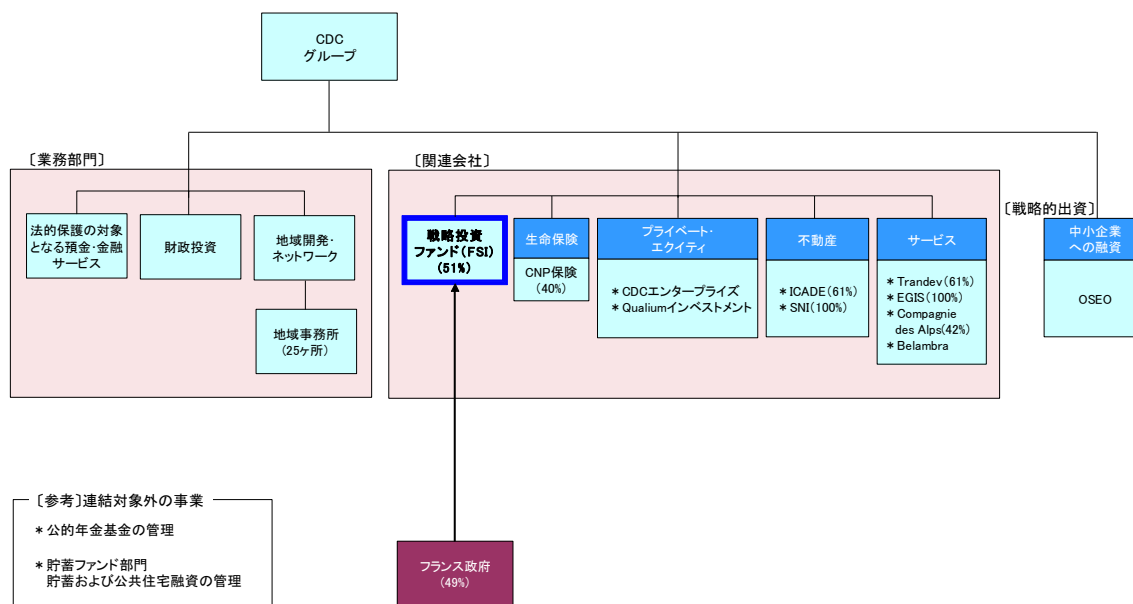 CDC
グループ
〔業務部門〕
法的保護の対象
となる預金・金融
サービス
財政投資
地域開発・
ネットワーク
地域事務所
(25ヶ所)
〔関連会社〕
戦略投資
ファンド(FSI)
(51%)
生命保険
CNP保険
(40%)
プライベート・
エクイティ
* CDCエンタープライズ
* Qualiumインベストメント
不動産
* ICADE(61%)
* SNI(100%)
サービス
* Trandev(61%)
* EGIS(100%)
* Compagnie
des Alps(42%)
* Belambra
〔戦略的出資〕
中小企業
への融資
OSEO
〔参考〕連結対象外の事業
* 公的年金基金の管理
* 貯蓄ファンド部門
貯蓄および公共住宅融資の管理
フランス政府
(49%)